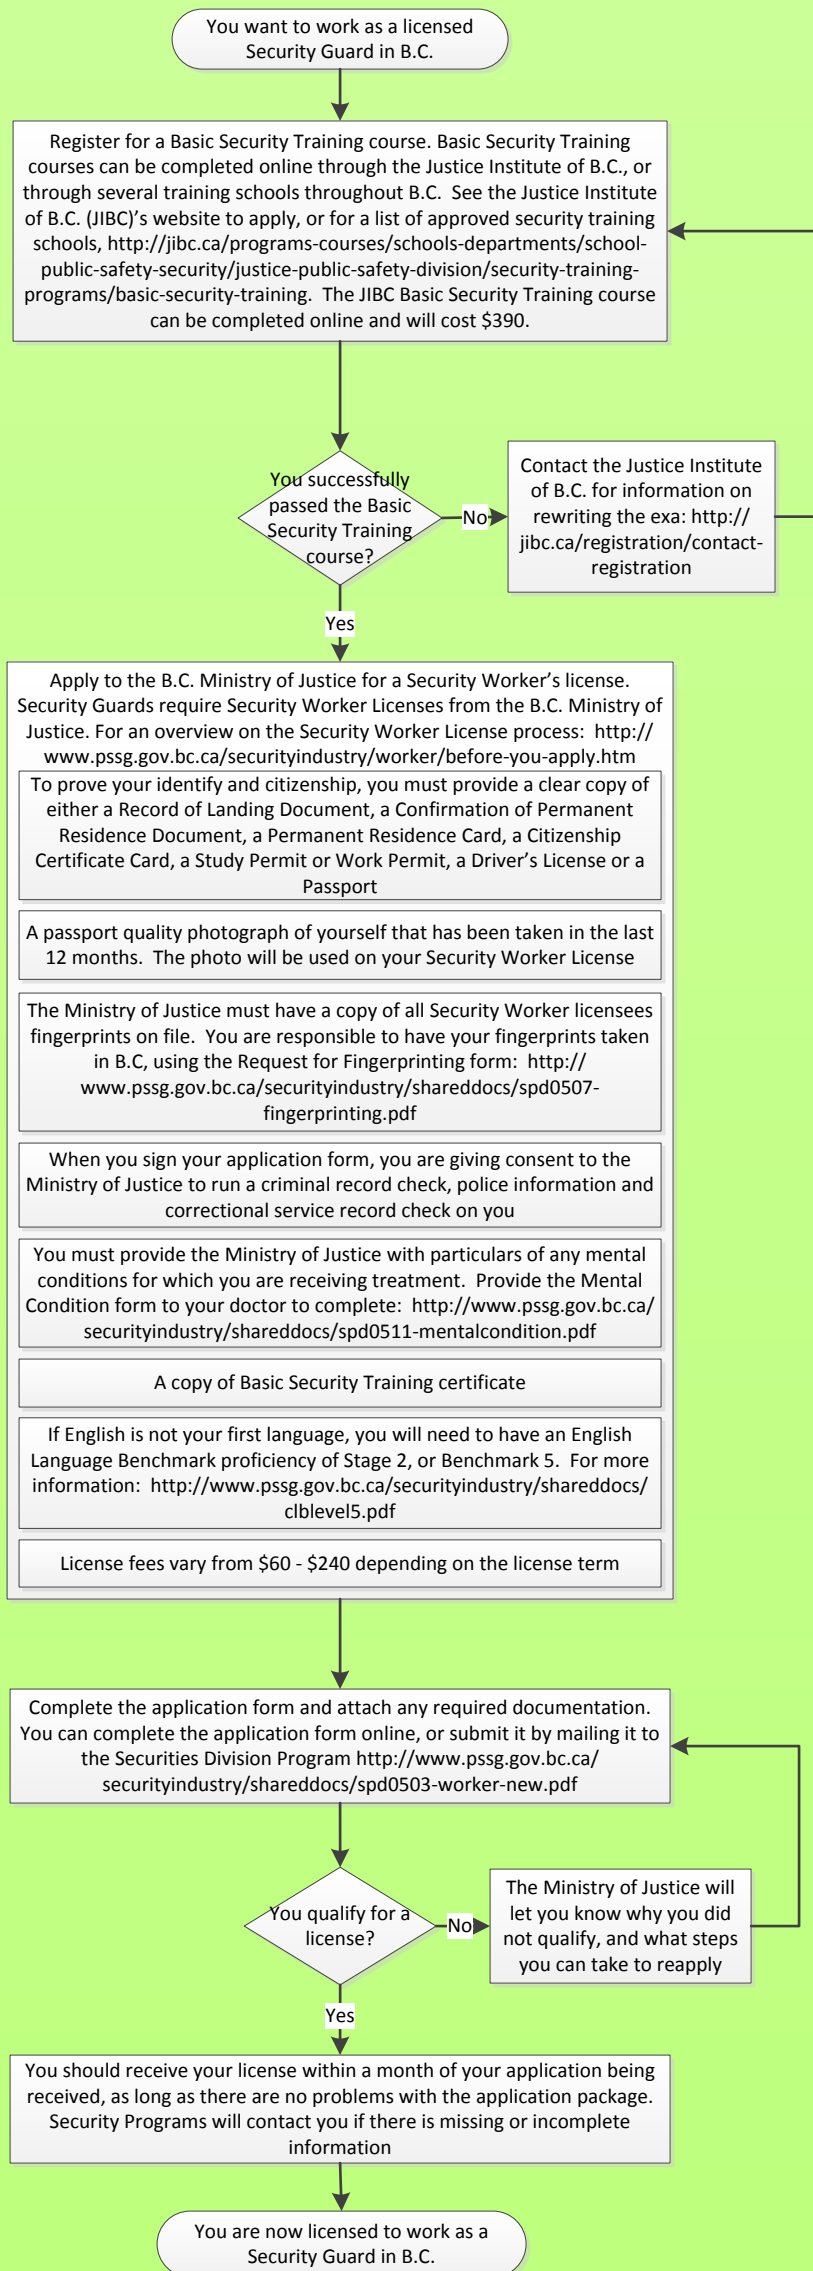 You want to work as a licensed
Security Guard in B.C.
Register for a Basic Security Training course. Basic Security Training
courses can be completed online through the Justice Institute of B.C., or
through several training schools throughout B.C.  See the Justice Institute
of B.C. (JIBC)'s website to apply, or for a list of approved security training
schools, http://jibc.ca/programs-courses/schools-departments/school-
public-safety-security/justice-public-safety-division/security-training-
programs/basic-security-training.  The JIBC Basic Security Training course
can be completed online and will cost $390.
You successfully
passed the Basic
Security Training
course?
No
Contact the Justice Institute
of B.C. for information on
rewriting the exa: http://
jibc.ca/registration/contact-
registration
Yes
Apply to the B.C. Ministry of Justice for a Security Worker's license.
Security Guards require Security Worker Licenses from the B.C. Ministry of
Justice. For an overview on the Security Worker License process:  http://
www.pssg.gov.bc.ca/securityindustry/worker/before-you-apply.htm
To prove your identify and citizenship, you must provide a clear copy of
either a Record of Landing Document, a Confirmation of Permanent
Residence Document, a Permanent Residence Card, a Citizenship
Certificate Card, a Study Permit or Work Permit, a Driver's License or a
Passport
A passport quality photograph of yourself that has been taken in the last
12 months.  The photo will be used on your Security Worker License
The Ministry of Justice must have a copy of all Security Worker licensees
fingerprints on file.  You are responsible to have your fingerprints taken
in B.C, using the Request for Fingerprinting form:  http://
www.pssg.gov.bc.ca/securityindustry/shareddocs/spd0507-
fingerprinting.pdf
When you sign your application form, you are giving consent to the
Ministry of Justice to run a criminal record check, police information and
correctional service record check on you
You must provide the Ministry of Justice with particulars of any mental
conditions for which you are receiving treatment.  Provide the Mental
Condition form to your doctor to complete:  http://www.pssg.gov.bc.ca/
securityindustry/shareddocs/spd0511-mentalcondition.pdf
A copy of Basic Security Training certificate
If English is not your first language, you will need to have an English
Language Benchmark proficiency of Stage 2, or Benchmark 5.  For more
information:  http://www.pssg.gov.bc.ca/securityindustry/shareddocs/
clblevel5.pdf
License fees vary from $60 - $240 depending on the license term
Complete the application form and attach any required documentation.
You can complete the application form online, or submit it by mailing it to
the Securities Division Program http://www.pssg.gov.bc.ca/
securityindustry/shareddocs/spd0503-worker-new.pdf
You qualify for a
license?
No
The Ministry of Justice will
let you know why you did
not qualify, and what steps
you can take to reapply
Yes
You should receive your license within a month of your application being
received, as long as there are no problems with the application package.
Security Programs will contact you if there is missing or incomplete
information
You are now licensed to work as a
Security Guard in B.C.